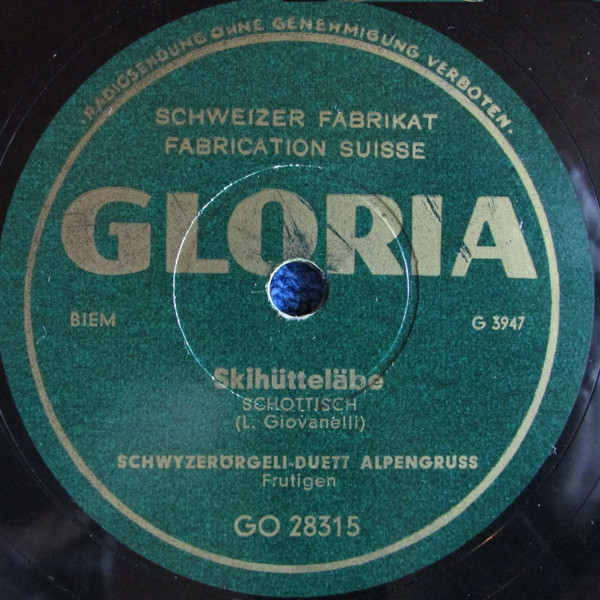 · RADIOSENDUNG OHNE GENEHMIGUNG VERBOTEN ·
SCHWEIZER FABRIKAT
FABRICATION SUISSE
GLORIA
BIEM
G 3947
Skihütteläbe
SCHOTTISCH
(L. Giovanelli)
SCHWYZERÖRGELI-DUETT ALPENGRUSS
Frutigen
GO 28315